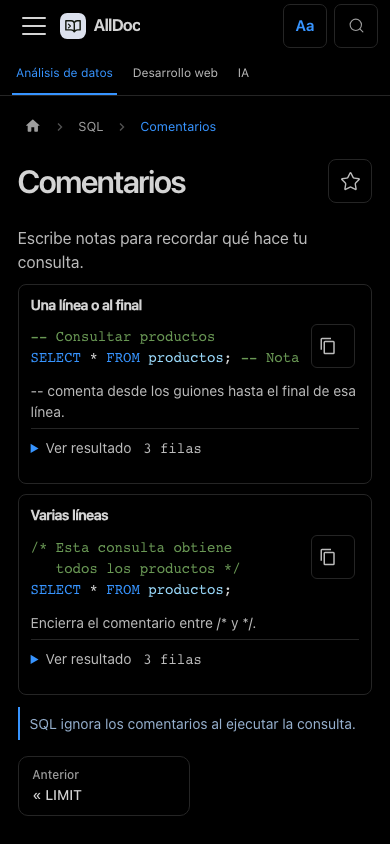 AllDoc
Aa
Análisis de datos Desarrollo web IA
SQL Comentarios
Comentarios
Escribe notas para recordar qué hace tu
consulta.
Una línea o al final
-- Consultar productos
SELECT * FROM productos; -- Nota
-- comenta desde los guiones hasta el final de esa
línea.
Ver resultado 3 filas
Varias líneas
/* Esta consulta obtiene
todos los productos */
SELECT * FROM productos;
Encierra el comentario entre /* y */.
Ver resultado 3 filas
SQL ignora los comentarios al ejecutar la consulta.
Anterior
« LIMIT